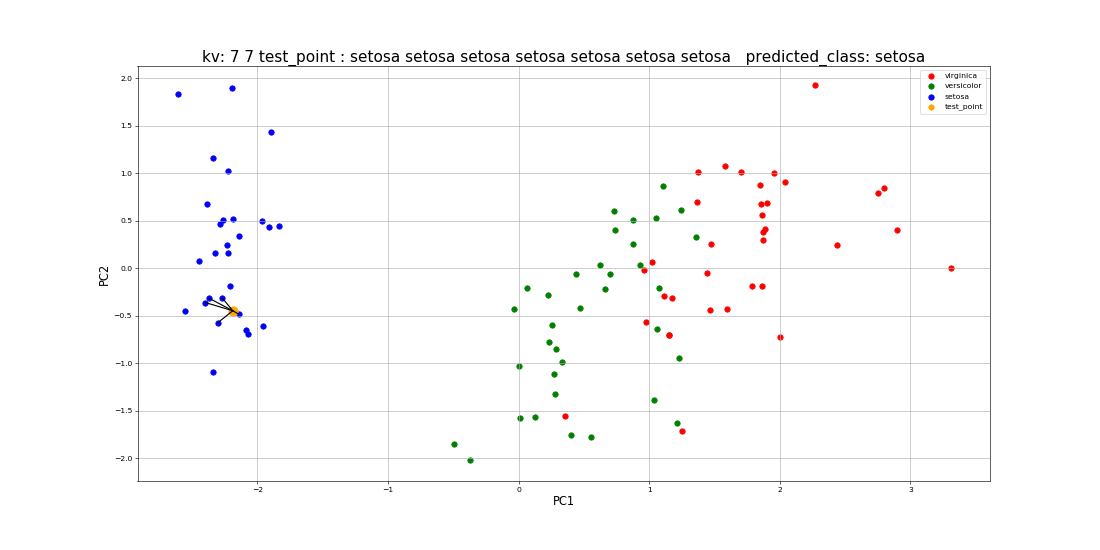 kv: 7 7 test_point : setosa setosa setosa setosa setosa setosa setosa   predicted_class: setosa
virginica
versicolor
setosa
test_point
2.0
1.5
1.0
0.5
0.0
−0.5
−1.0
−1.5
−2.0
PC2
−2
−1
0
1
2
3
PC1